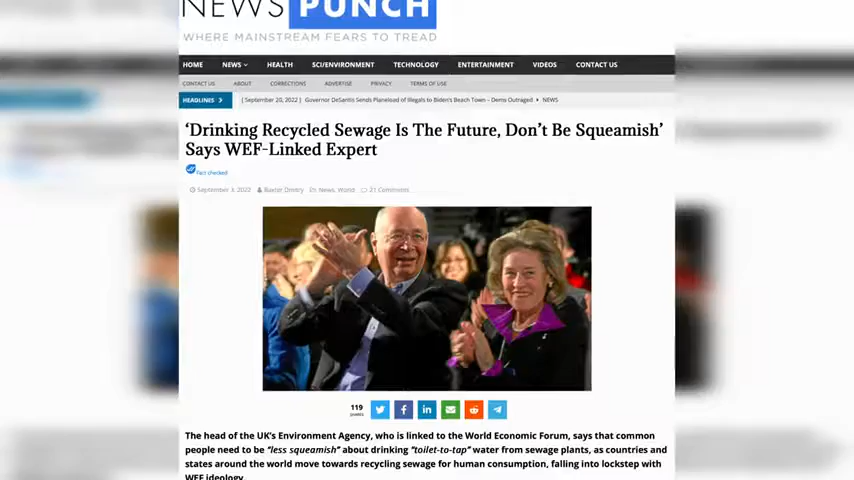 NEWS PUNCH
WHERE MAINSTREAM FEARS TO TREAD
HOME NEWS HEALTH SCI/ENVIRONMENT TECHNOLOGY ENTERTAINMENT VIDEOS CONTACT US
CONTACT US ABOUT CORRECTIONS ADVERTISE PRIVACY TERMS OF USE
HEADLINES [ September 20, 2022 ] Governor DeSantis Sends Planeload of Illegals to Biden's Beach Town – Dems Outraged NEWS
‘Drinking Recycled Sewage Is The Future, Don’t Be Squeamish’
Says WEF-Linked Expert
Fact checked
September 3, 2022 Baxter Dmitry News, World 21 Comments
119
SHARES
The head of the UK’s Environment Agency, who is linked to the World Economic Forum, says that common
people need to be “less squeamish” about drinking “toilet-to-tap” water from sewage plants, as countries and
states around the world move towards recycling sewage for human consumption, falling into lockstep with
WEF ideology.